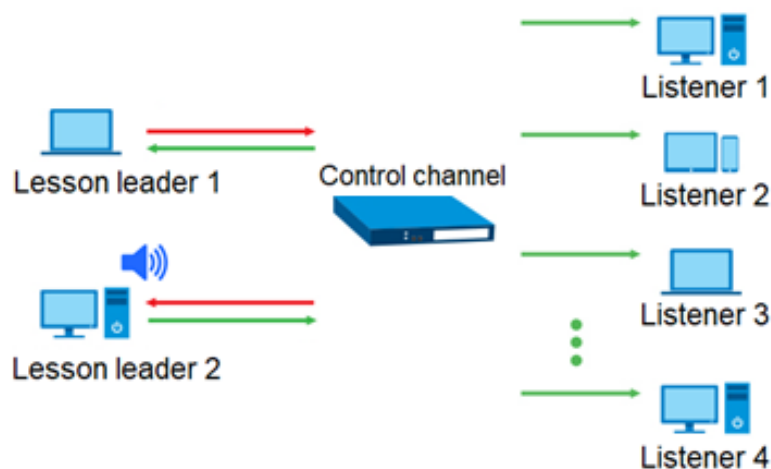 Listener 1
Lesson leader 1
Control channel
Listener 2
Lesson leader 2
Listener 3
Listener 4